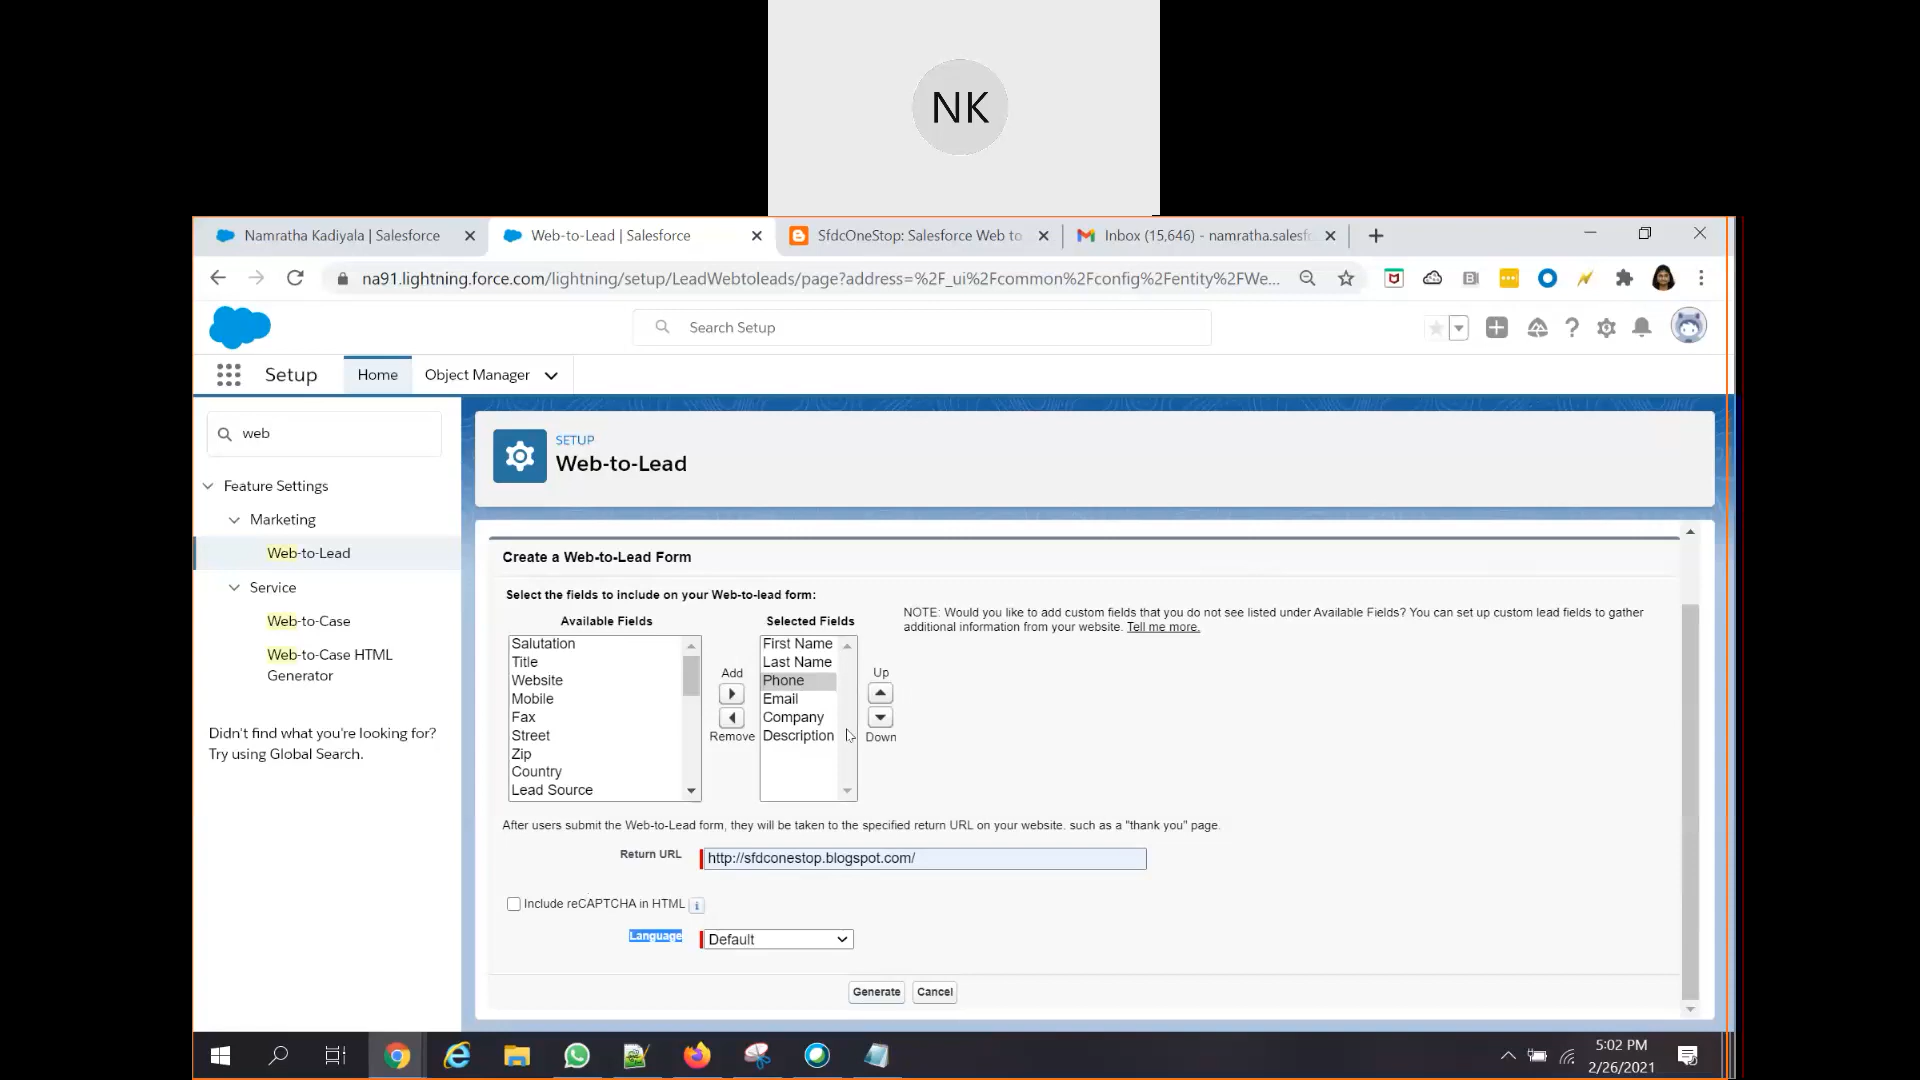 NK
Namratha Kadiyala | Salesforce
Web-to-Lead | Salesforce
SfdcOneStop: Salesforce Web to
Inbox (15,646) - namratha.salesf
na91.lightning.force.com/lightning/setup/LeadWebtoleads/page?address=%2F_ui%2Fcommon%2Fconfig%2Fentity%2FWe...
Search Setup
Setup
Home
Object Manager
web
Feature Settings
Marketing
Web-to-Lead
Service
Web-to-Case
Web-to-Case HTML
Generator
Didn't find what you're looking for?
Try using Global Search.
SETUP
Web-to-Lead
Create a Web-to-Lead Form
Select the fields to include on your Web-to-lead form:
Available Fields
Salutation
Title
Website
Mobile
Fax
Street
Zip
Country
Lead Source
Add
Remove
Selected Fields
First Name
Last Name
Phone
Email
Company
Description
Up
Down
NOTE: Would you like to add custom fields that you do not see listed under Available Fields? You can set up custom lead fields to gather
additional information from your website. Tell me more.
After users submit the Web-to-Lead form, they will be taken to the specified return URL on your website. such as a "thank you" page.
Return URL
http://sfdconestop.blogspot.com/
Include reCAPTCHA in HTML
Language
Default
Generate
Cancel
5:02 PM
2/26/2021